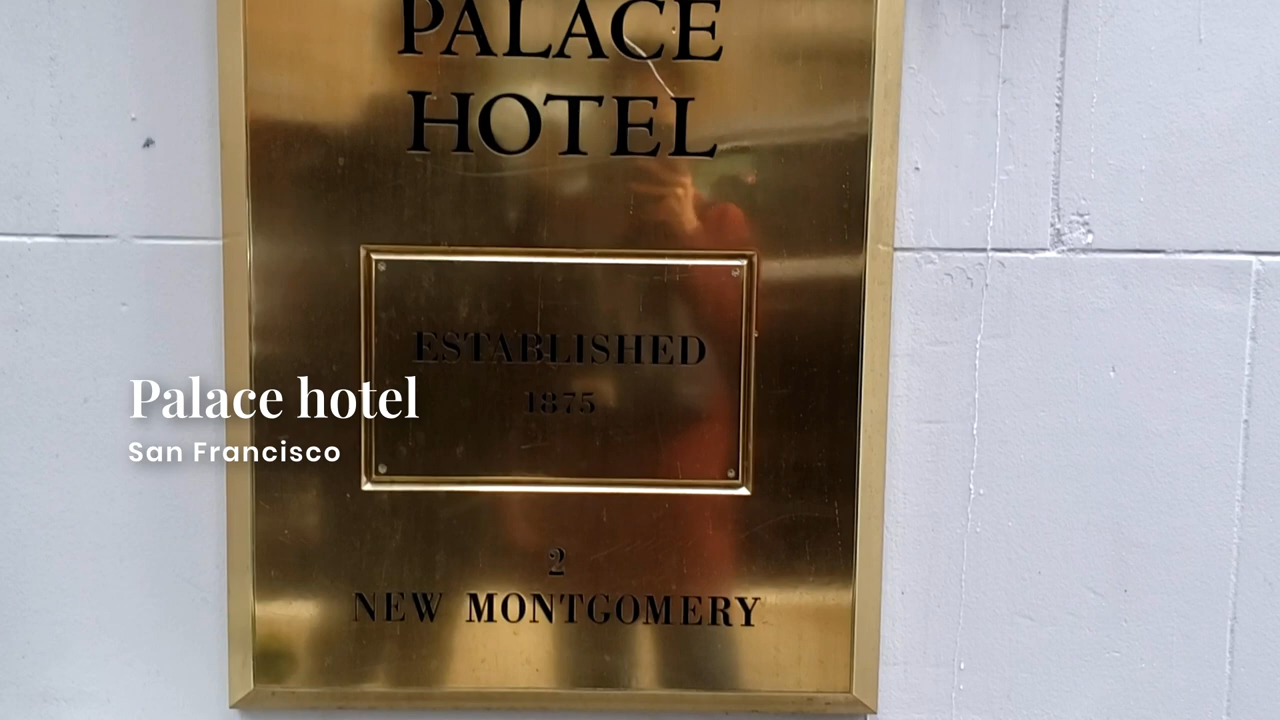 PALACE
HOTEL
ESTABLISHED
1875
Palace hotel
San Francisco
2
NEW MONTGOMERY